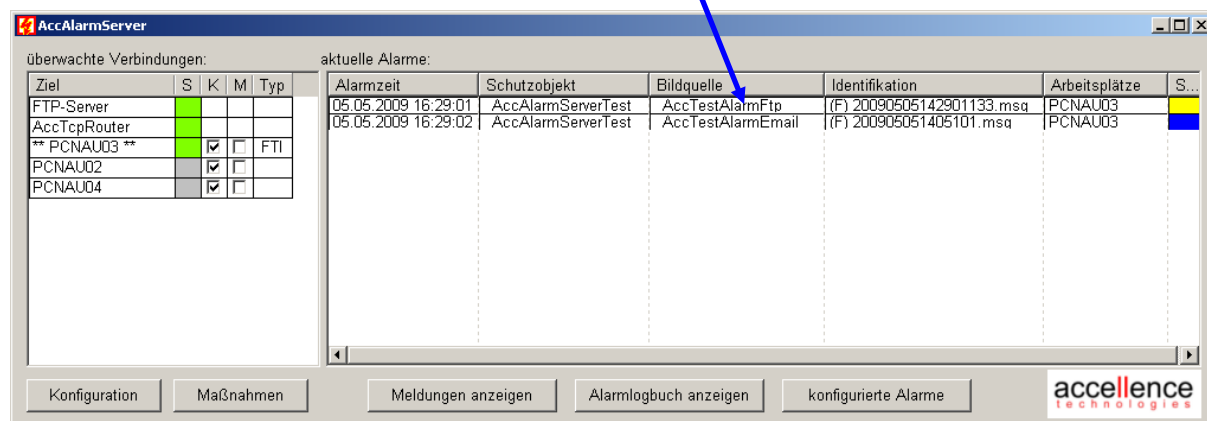 AccAlarmServer
überwachte Verbindungen:
Ziel S K M Typ
FTP-Server
AccTcpRouter
** PCNAU03 ** FTI
PCNAU02
PCNAU04
aktuelle Alarme:
Alarmzeit Schutzobjekt Bildquelle Identifikation Arbeitsplätze S...
05.05.2009 16:29:01 AccAlarmServerTest AccTestAlarmFtp (F) 20090505142901133.msg PCNAU03
05.05.2009 16:29:02 AccAlarmServerTest AccTestAlarmEmail (F) 200905051405101.msg PCNAU03
Konfiguration Maßnahmen Meldungen anzeigen Alarmlogbuch anzeigen konfigurierte Alarme
accellence
technologies